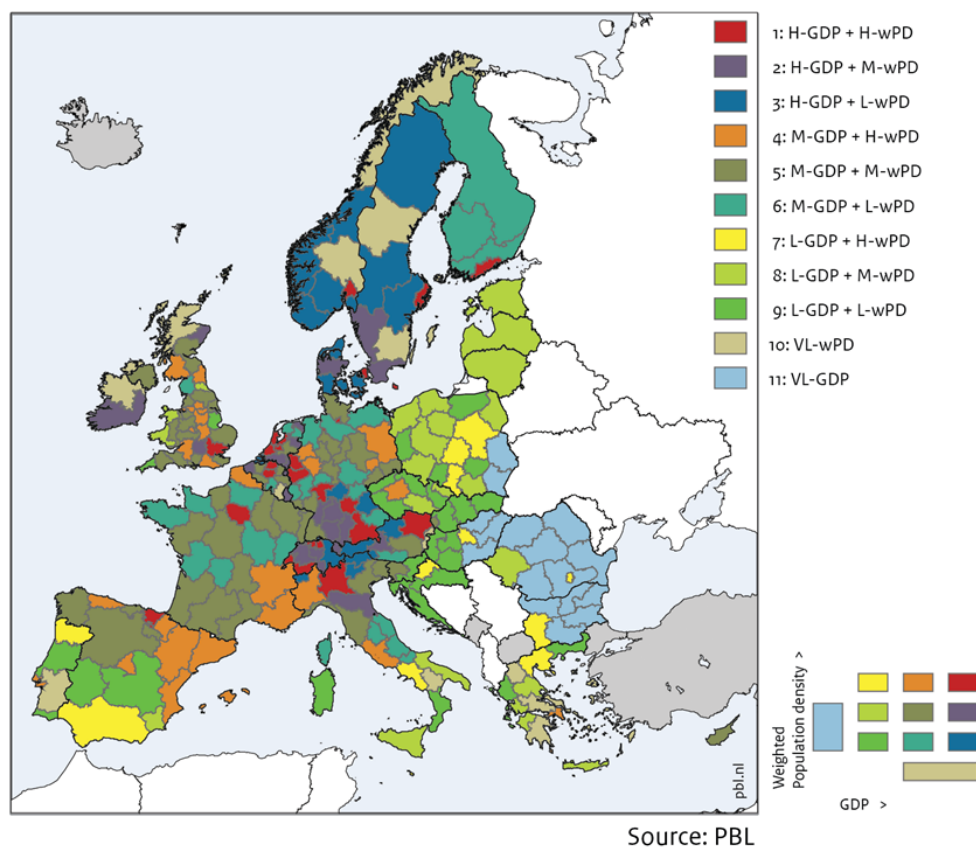 1: H-GDP + H-wPD
2: H-GDP + M-wPD
3: H-GDP + L-wPD
4: M-GDP + H-wPD
5: M-GDP + M-wPD
6: M-GDP + L-wPD
7: L-GDP + H-wPD
8: L-GDP + M-wPD
9: L-GDP + L-wPD
10: VL-wPD
11: VL-GDP
pbl.nl
Weighted
Population density >
GDP >
Source: PBL